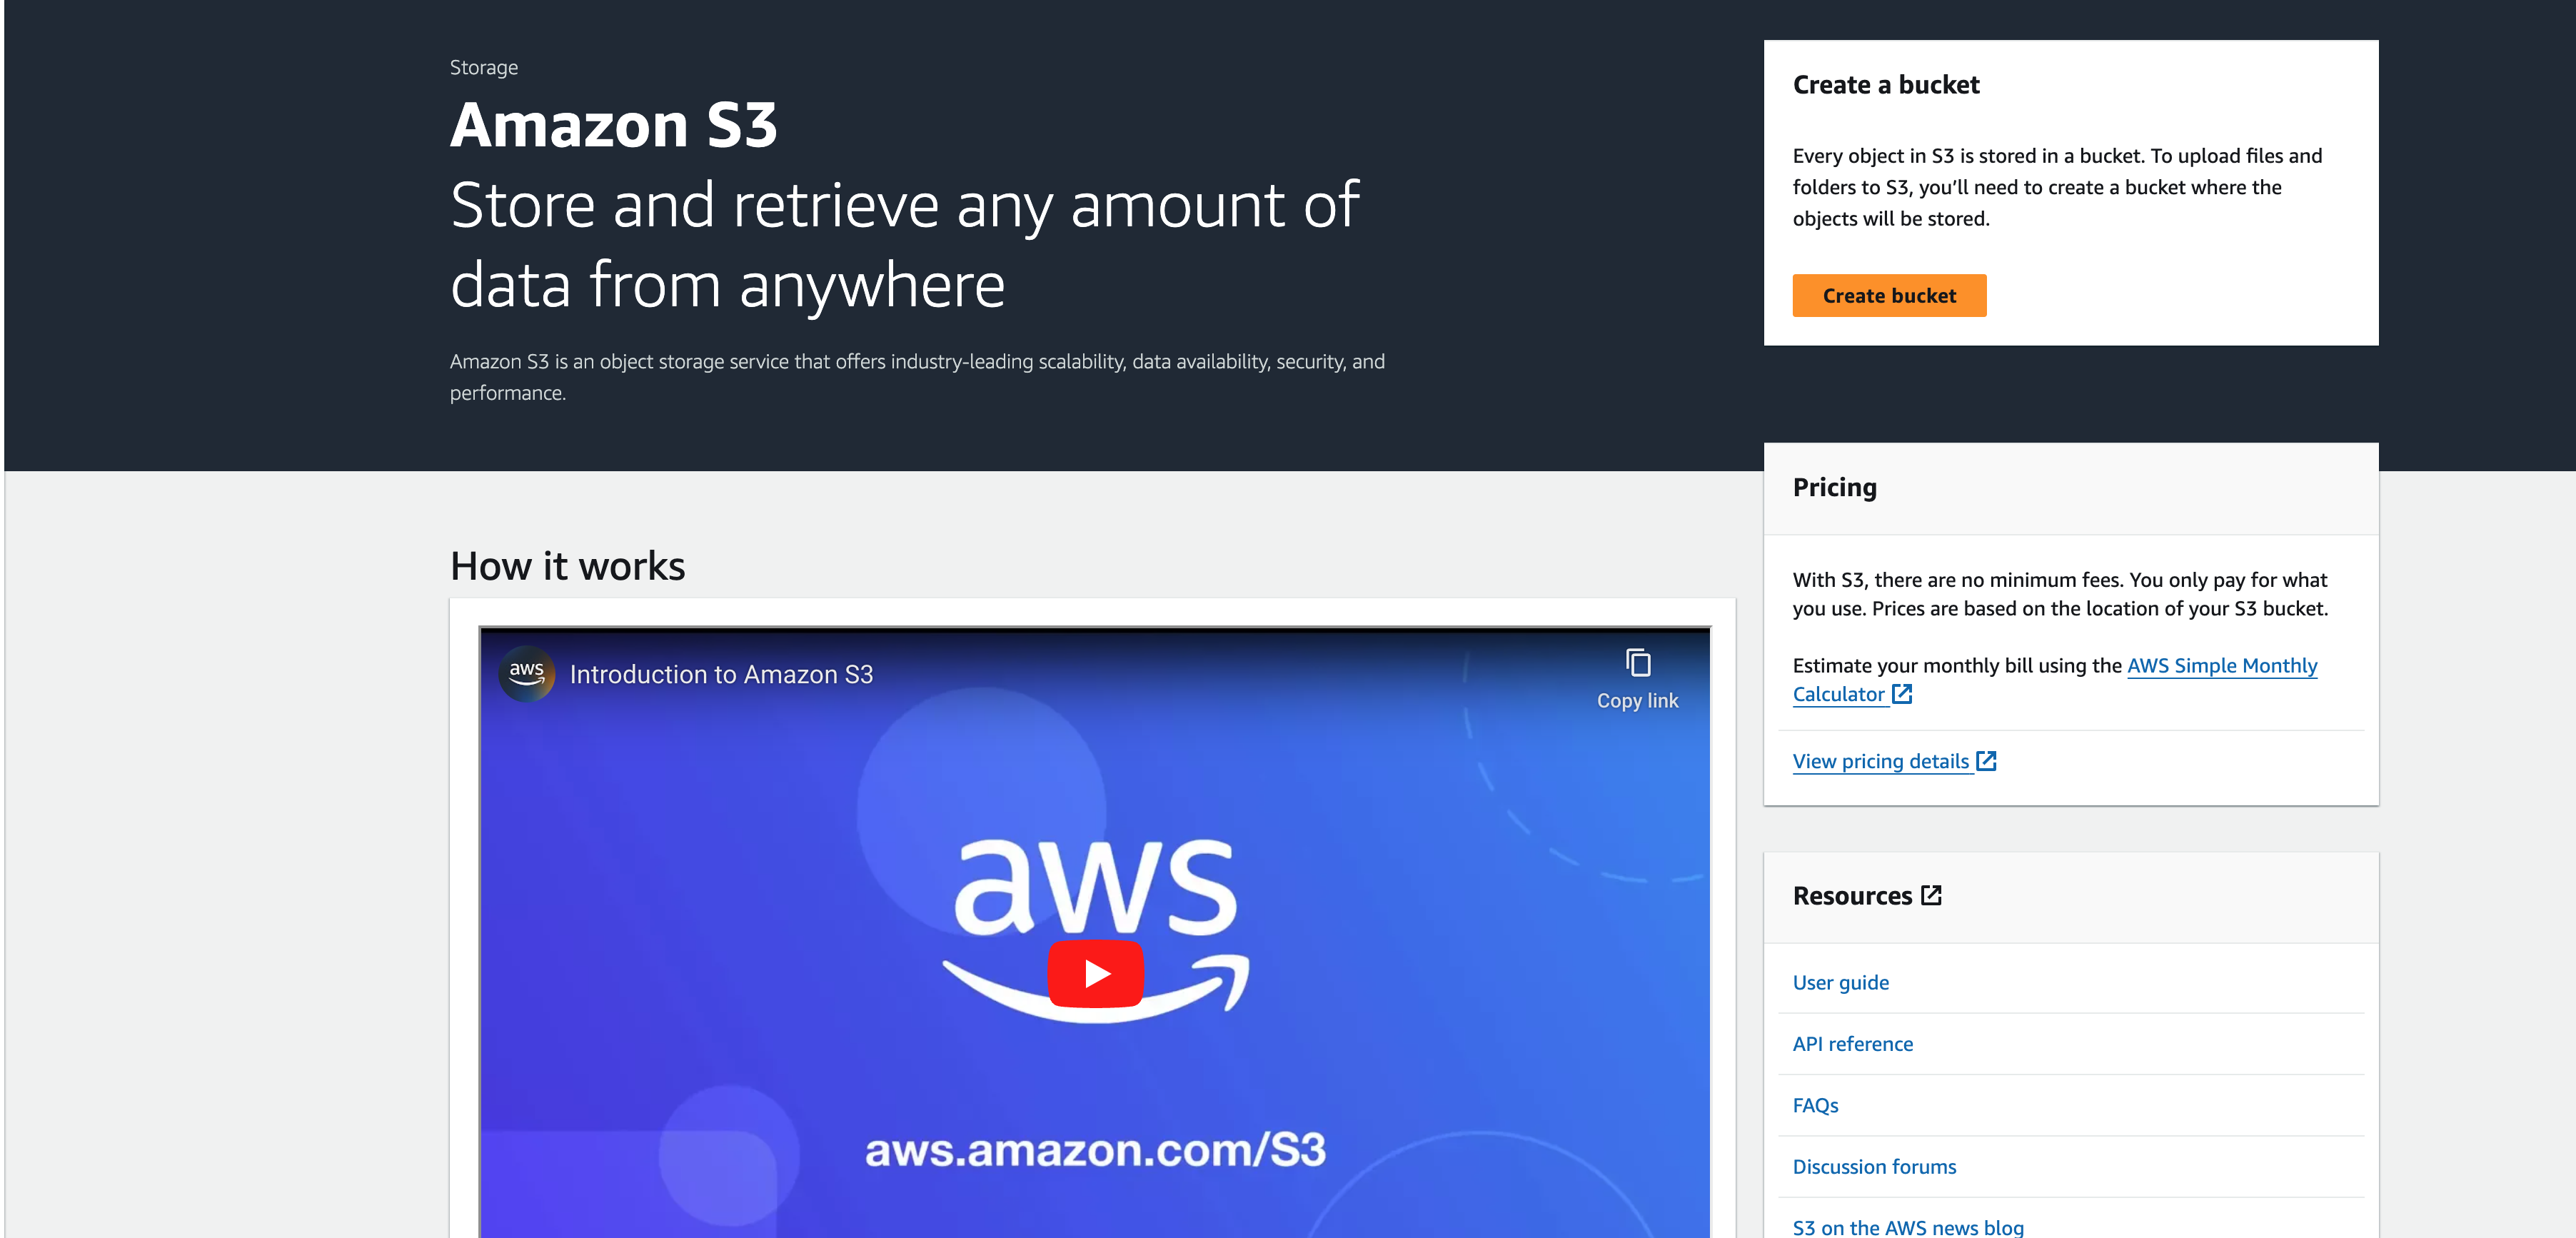 Storage
Amazon S3
Store and retrieve any amount of
data from anywhere
Amazon S3 is an object storage service that offers industry-leading scalability, data availability, security, and
performance.
Create a bucket
Every object in S3 is stored in a bucket. To upload files and
folders to S3, you’ll need to create a bucket where the
objects will be stored.
Create bucket
How it works
aws
Introduction to Amazon S3
Copy link
aws
aws.amazon.com/S3
Pricing
With S3, there are no minimum fees. You only pay for what
you use. Prices are based on the location of your S3 bucket.
Estimate your monthly bill using the AWS Simple Monthly
Calculator
View pricing details
Resources
User guide
API reference
FAQs
Discussion forums
S3 on the AWS news blog